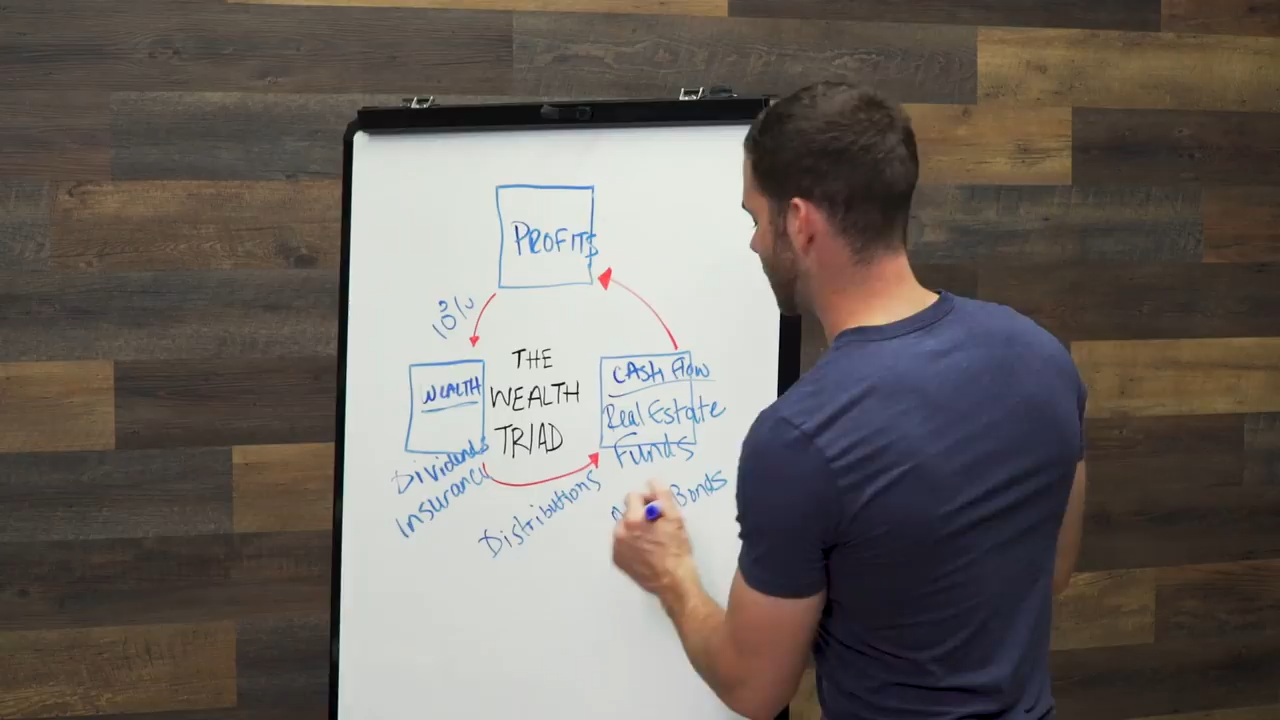 PROFITS
10%
THE
WEALTH
TRIAD
WEALTH
Dividends
Insurance
Distributions
CASH Flow
Real Estate
Funds
Bonds